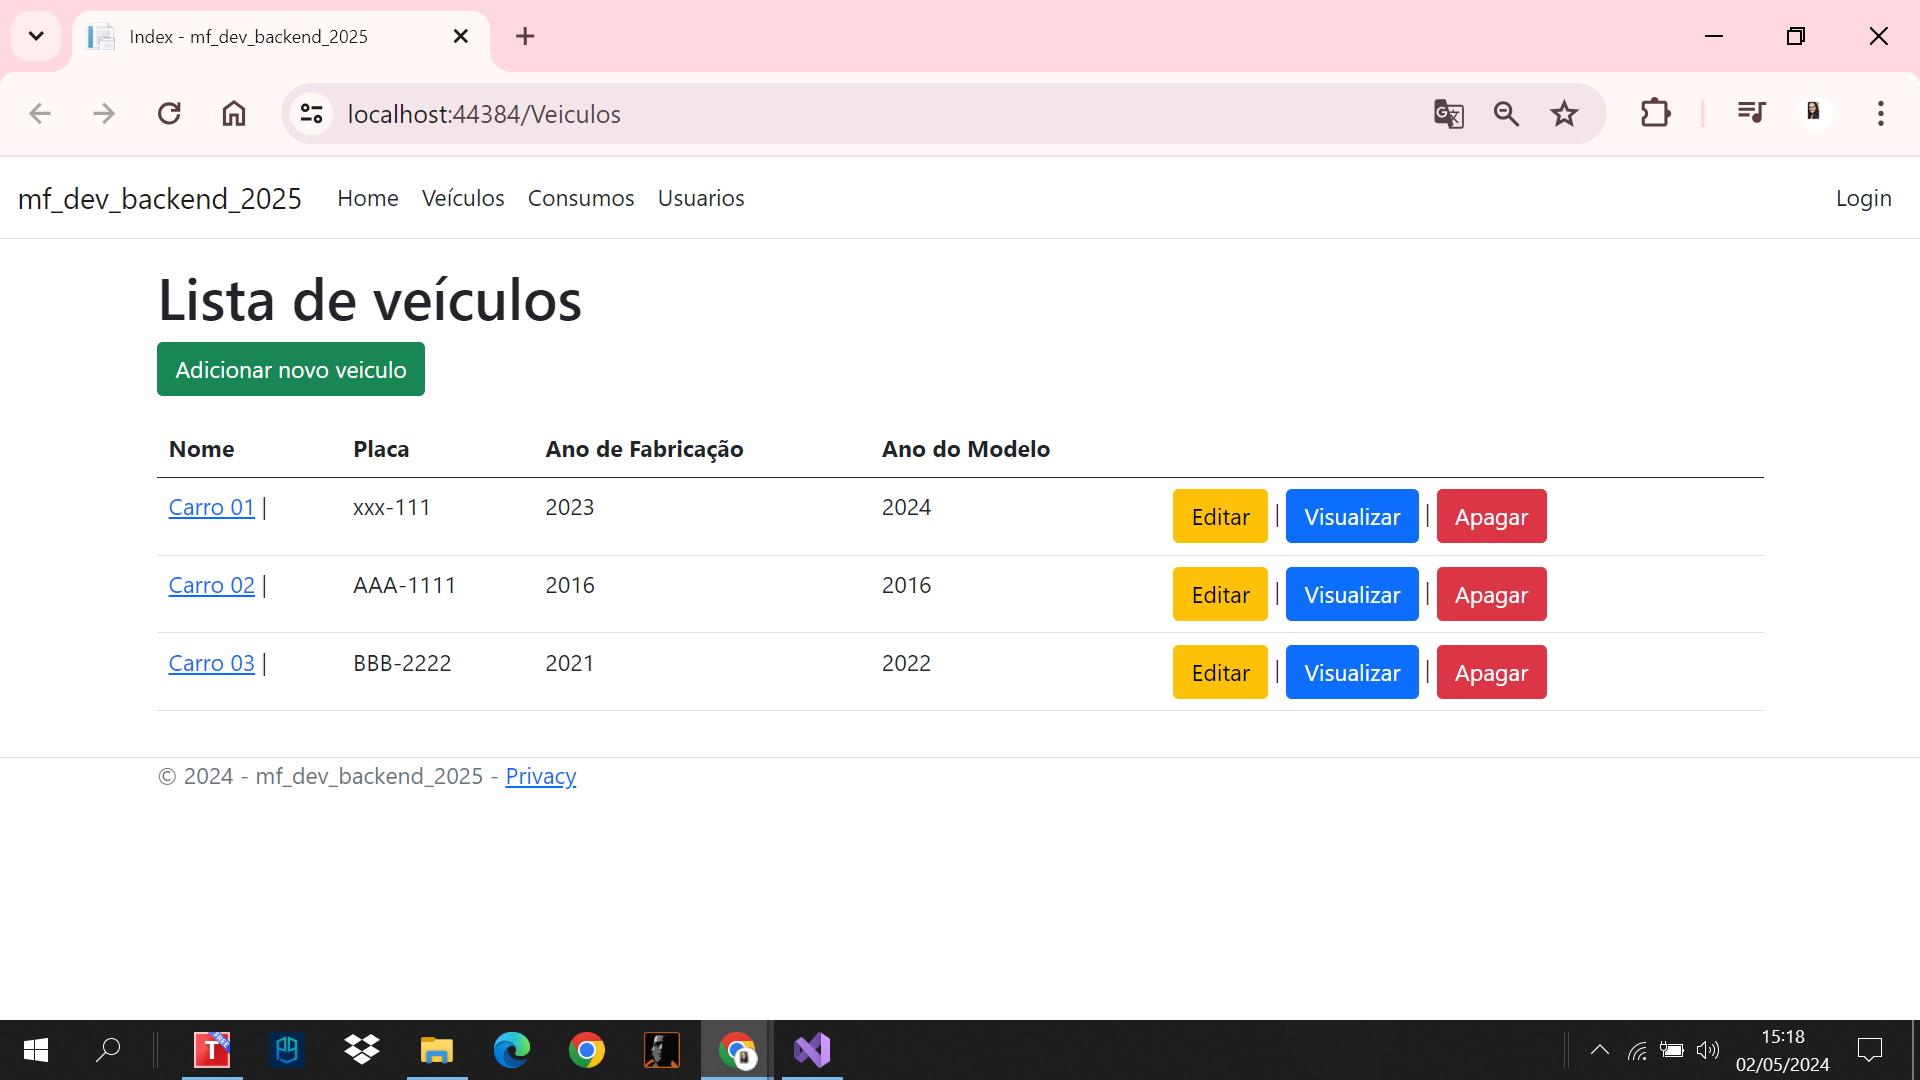 Index - mf_dev_backend_2025
localhost:44384/Veiculos
mf_dev_backend_2025 Home Veículos Consumos Usuarios Login
Lista de veículos
Adicionar novo veiculo
Nome Placa Ano de Fabricação Ano do Modelo
Carro 01 | xxx-111 2023 2024 Editar | Visualizar | Apagar
Carro 02 | AAA-1111 2016 2016 Editar | Visualizar | Apagar
Carro 03 | BBB-2222 2021 2022 Editar | Visualizar | Apagar
© 2024 - mf_dev_backend_2025 - Privacy
15:18
02/05/2024